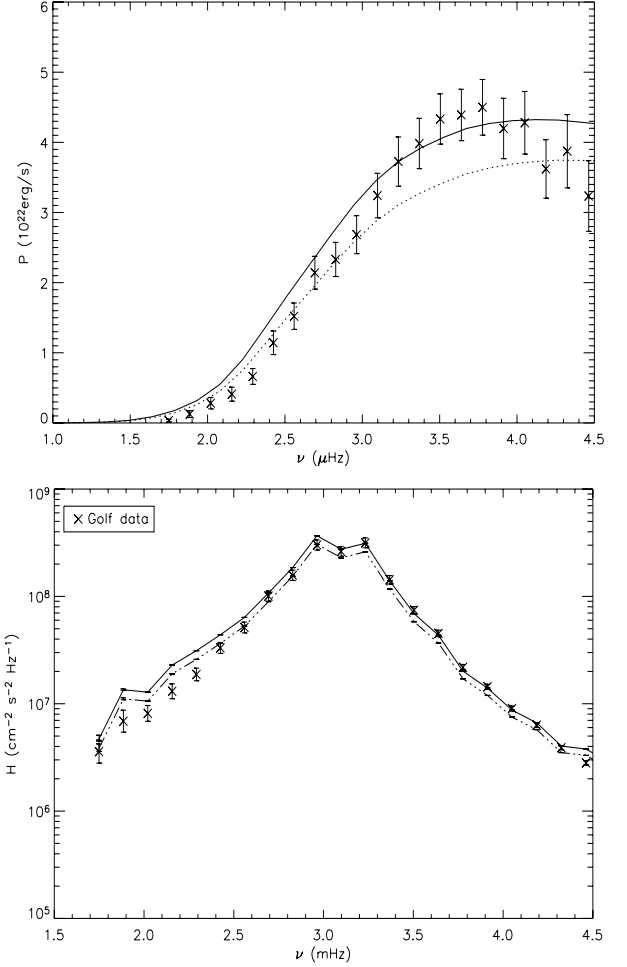 6
5
4
3
2
1
0
P (10²²erg/s)
1.0 1.5 2.0 2.5 3.0 3.5 4.0 4.5
ν (μHz)
10⁹
10⁸
10⁷
10⁶
10⁵
H (cm⁻² s⁻² Hz⁻¹)
× Golf data
1.5 2.0 2.5 3.0 3.5 4.0 4.5
ν (mHz)